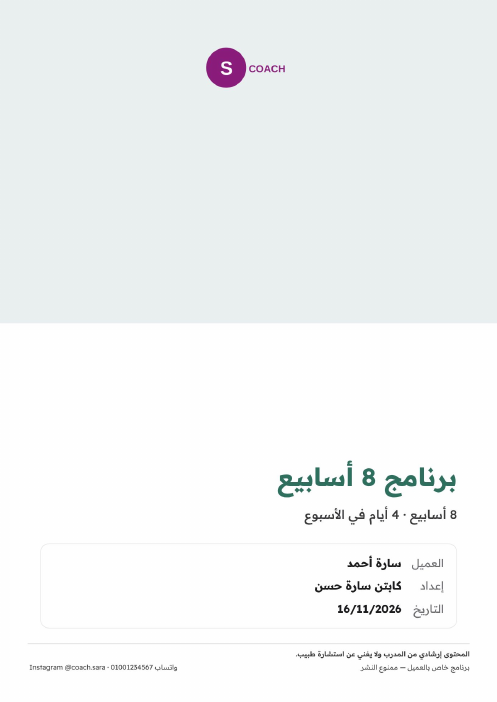 S COACH
برنامج 8 أسابيع
8 أسابيع · 4 أيام في الأسبوع
العميل سارة أحمد
إعداد كابتن سارة حسن
التاريخ 16/11/2026
المحتوى إرشادي من المدرب ولا يغني عن استشارة طبيب.
برنامج خاص بالعميل — ممنوع النشر
واتساب 01001234567 · Instagram @coach.sara